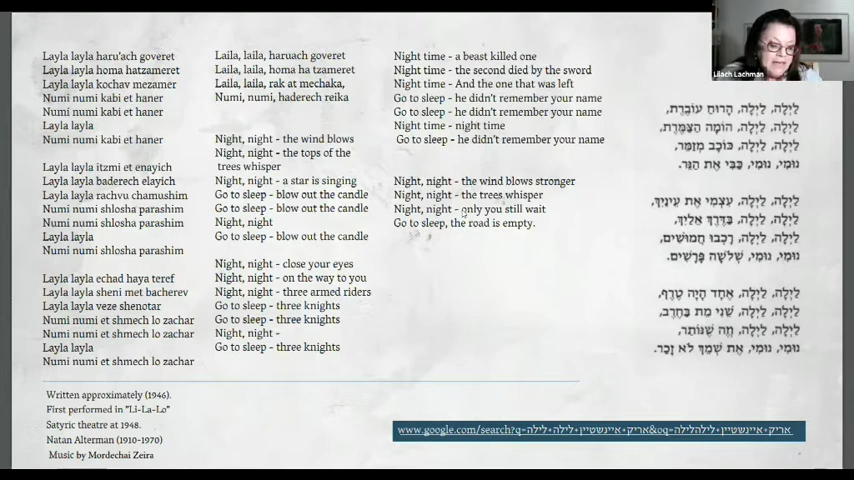 Layla layla haru'ach goveret
Layla layla homa hatzameret
Layla layla kochav mezamer
Numi numi kabi et haner
Numi numi kabi et haner
Layla layla
Numi numi kabi et haner
Layla layla itzmi et enayich
Layla layla baderech elayich
Layla layla rachvu chamushim
Numi numi shlosha parashim
Numi numi shlosha parashim
Layla layla
Numi numi shlosha parashim
Layla layla echad haya teref
Layla layla sheni met bacherev
Layla layla veze shenotar
Numi numi et shmech lo zachar
Numi numi et shmech lo zachar
Layla layla
Numi numi et shmech lo zachar
Laila, laila, haruach goveret
Laila, laila, homa ha tzameret
Laila, laila, rak at mechaka,
Numi, numi, haderech reika
Night, night - the wind blows
Night, night - the tops of the
trees whisper
Night, night - a star is singing
Go to sleep - blow out the candle
Go to sleep - blow out the candle
Night, night
Go to sleep - blow out the candle
Night, night - close your eyes
Night, night - on the way to you
Night, night - three armed riders
Go to sleep - three knights
Go to sleep - three knights
Night, night -
Go to sleep - three knights
Night time - a beast killed one
Night time - the second died by the sword
Night time - And the one that was left
Go to sleep - he didn't remember your name
Go to sleep - he didn't remember your name
Night time - night time
Go to sleep - he didn't remember your name
Night, night - the wind blows stronger
Night, night - the trees whisper
Night, night - only you still wait
Go to sleep, the road is empty.
לַיְלָה, לַיְלָה, הָרוּחַ גּוֹבֶרֶת,
לַיְלָה, לַיְלָה, הוֹמָה הַצַּמֶּרֶת,
לַיְלָה, לַיְלָה, כּוֹכָב מְזַמֵּר,
נוּמִי, נוּמִי, כַּבִּי אֶת הַנֵּר.
לַיְלָה, לַיְלָה, עִצְמִי אֶת עֵינַיִךְ,
לַיְלָה, לַיְלָה, בַּדֶּרֶךְ אֵלַיִךְ,
לַיְלָה, לַיְלָה, רָכְבוּ חֲמוּשִׁים,
נוּמִי, נוּמִי, שְׁלֹשָׁה פָּרָשִׁים.
לַיְלָה, לַיְלָה, אֶחָד הָיָה טֶרֶף,
לַיְלָה, לַיְלָה, שֵׁנִי מֵת בַּחֶרֶב,
לַיְלָה, לַיְלָה, וְזֶה שֶׁנּוֹתַר,
נוּמִי, נוּמִי, אֶת שְׁמֵךְ לֹא זָכַר.
Written approximately (1946).
First performed in "Li-La-Lo"
Satyric theatre at 1948.
Natan Alterman (1910-1970)
Music by Mordechai Zeira
www.google.com/search?q=אריק+איינשטיין+לילה+לילה&oq=אריק+איינשטיין+לילהלילה
Lilach Lachman